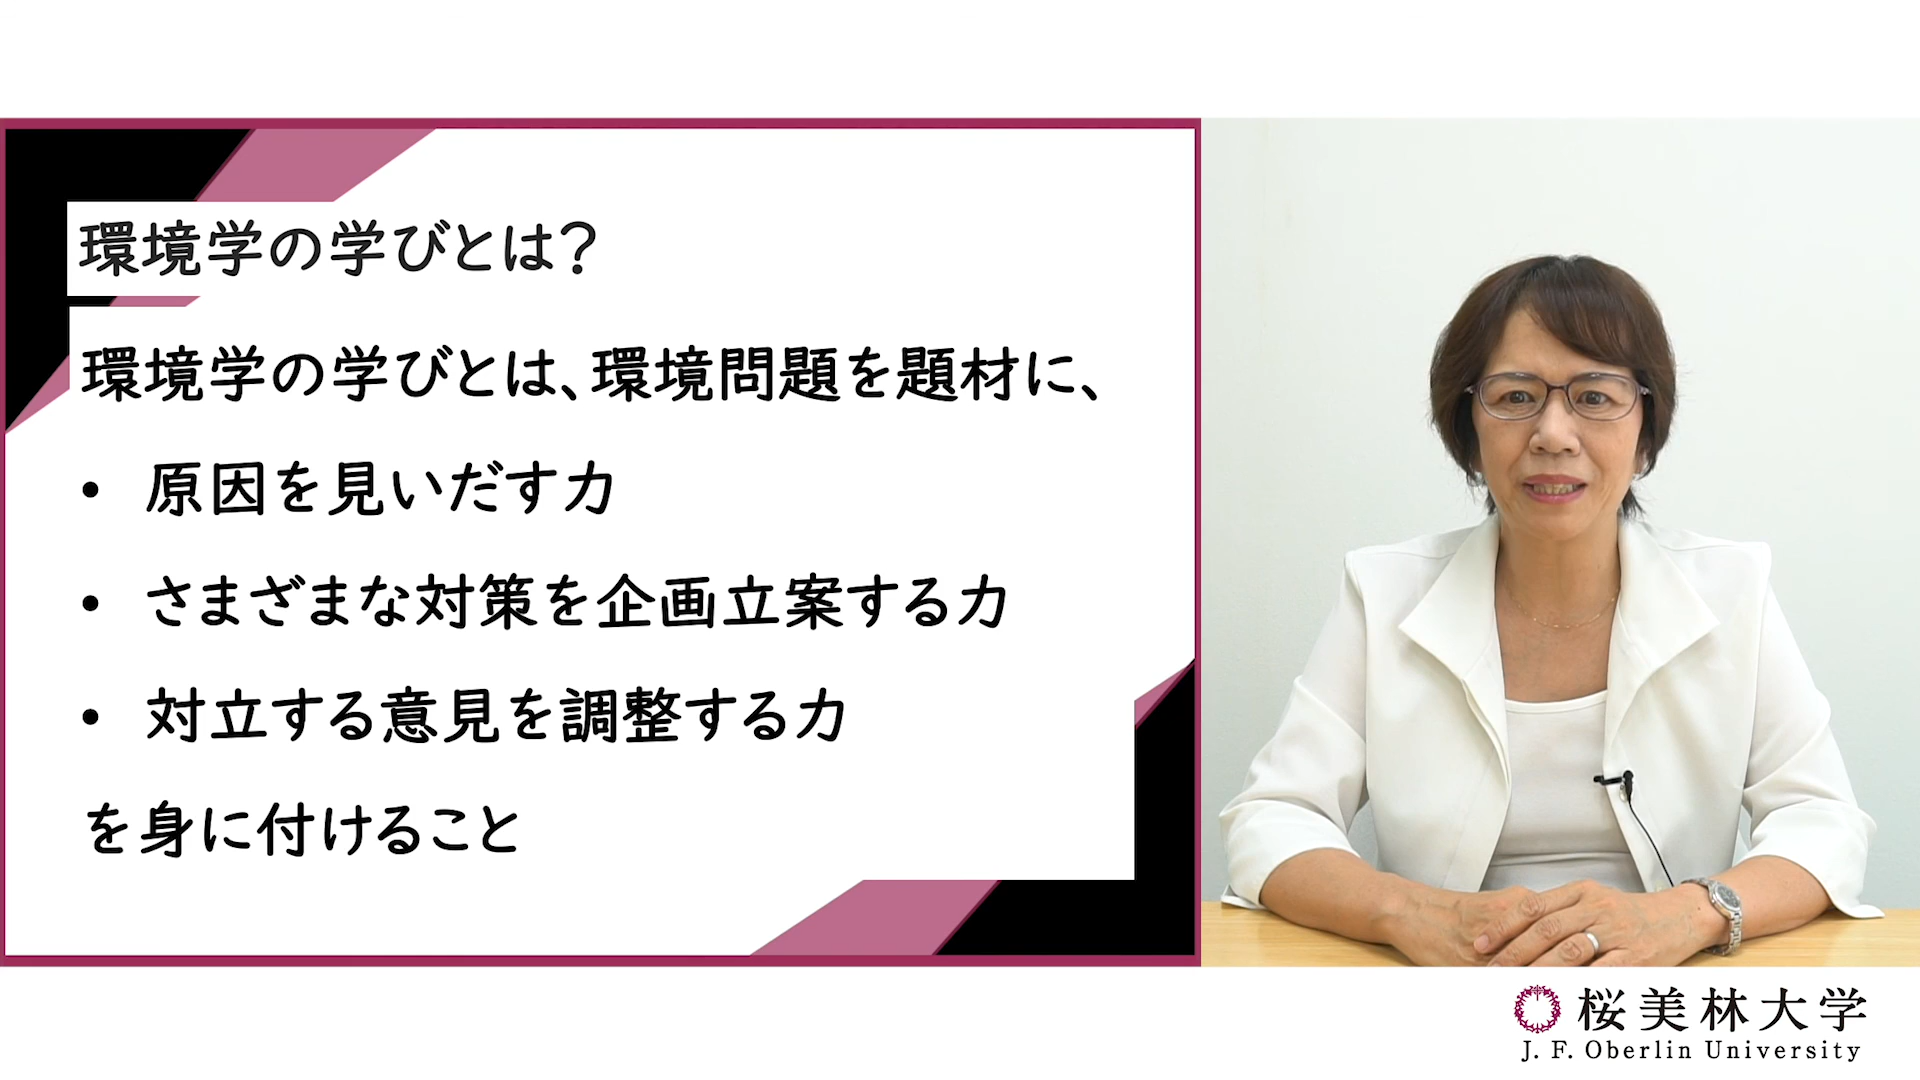 環境学の学びとは？
環境学の学びとは、環境問題を題材に、
• 原因を見いだす力
• さまざまな対策を企画立案する力
• 対立する意見を調整する力
を身に付けること
桜美林大学
J. F. Oberlin University